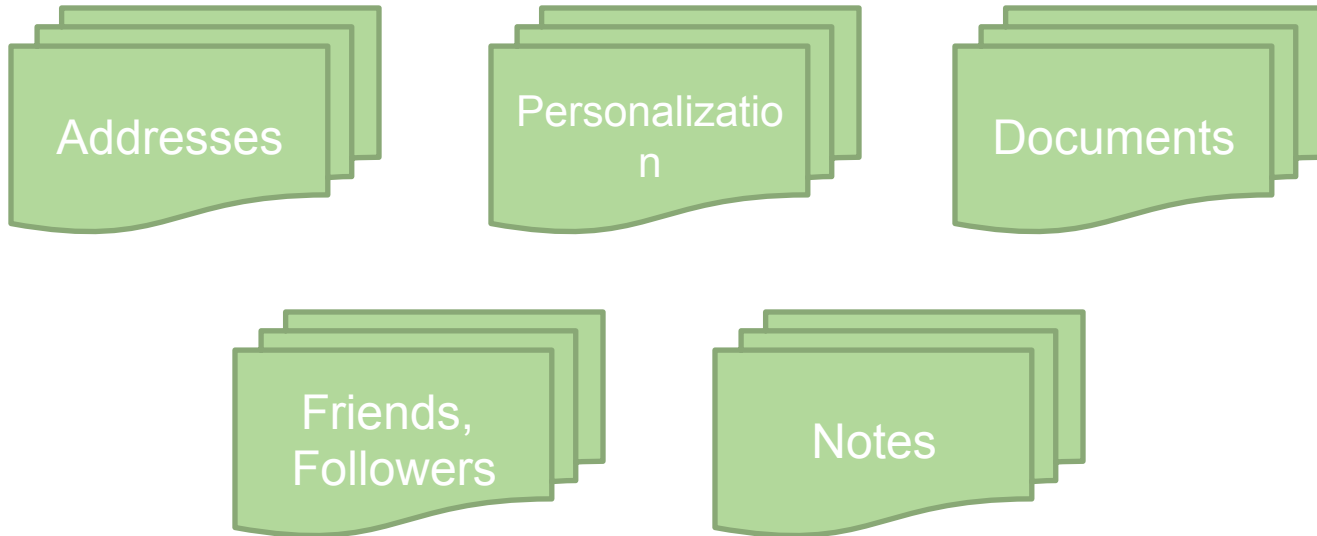 Addresses
Personalizatio
n
Documents
Friends,
Followers
Notes